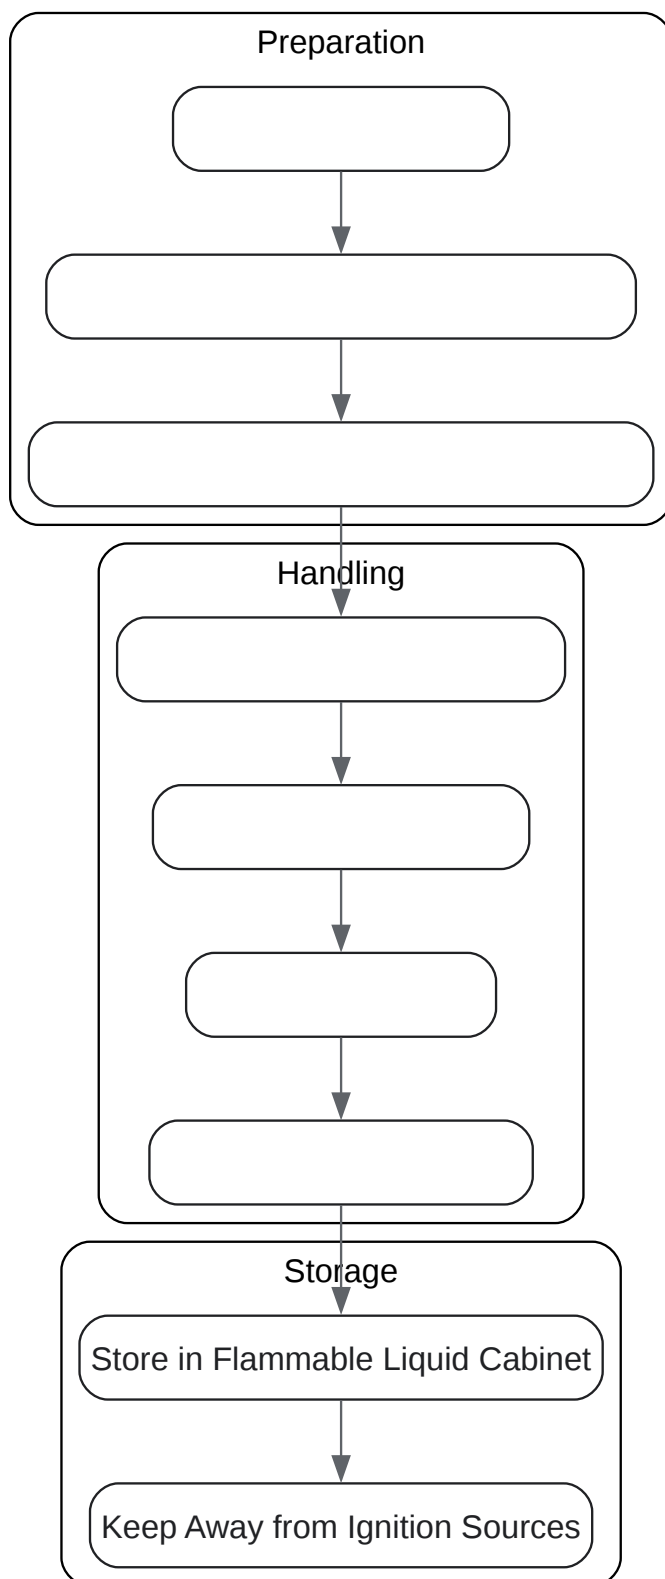 Preparation
Handling
Storage
Store in Flammable Liquid Cabinet
Keep Away from Ignition Sources